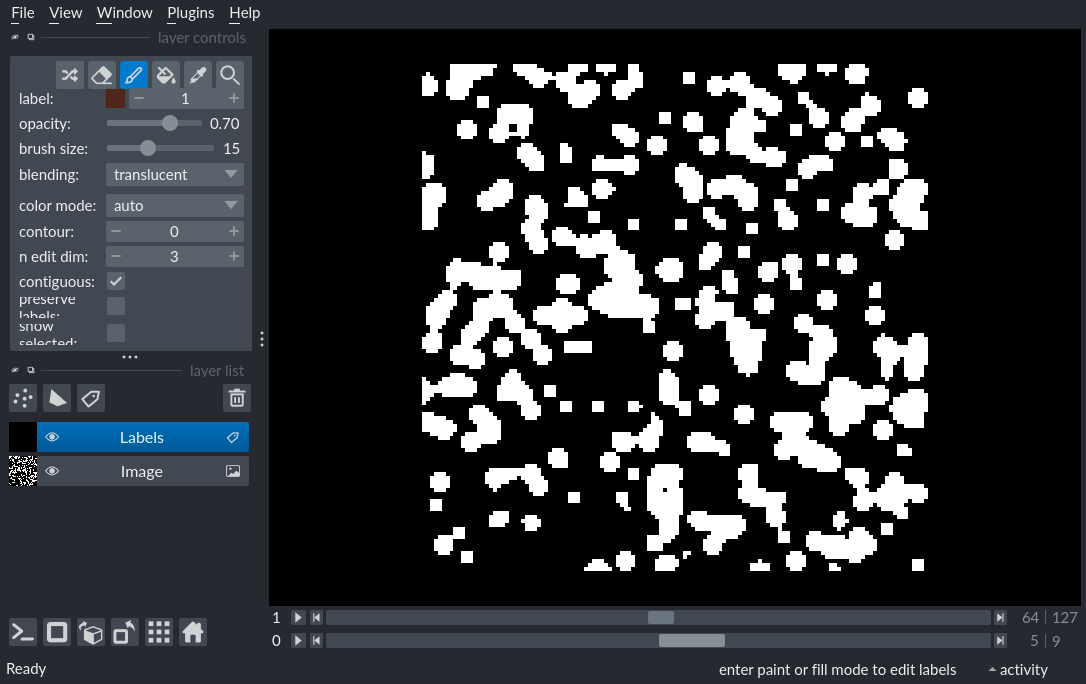 File View Window Plugins Help
layer controls
label: 1
opacity: 0.70
brush size: 15
blending: translucent
color mode: auto
contour: 0
n edit dim: 3
contiguous:
preserve
labels:
show
selected:
layer list
Labels
Image
1 64 127
0 5 9
Ready enter paint or fill mode to edit labels activity